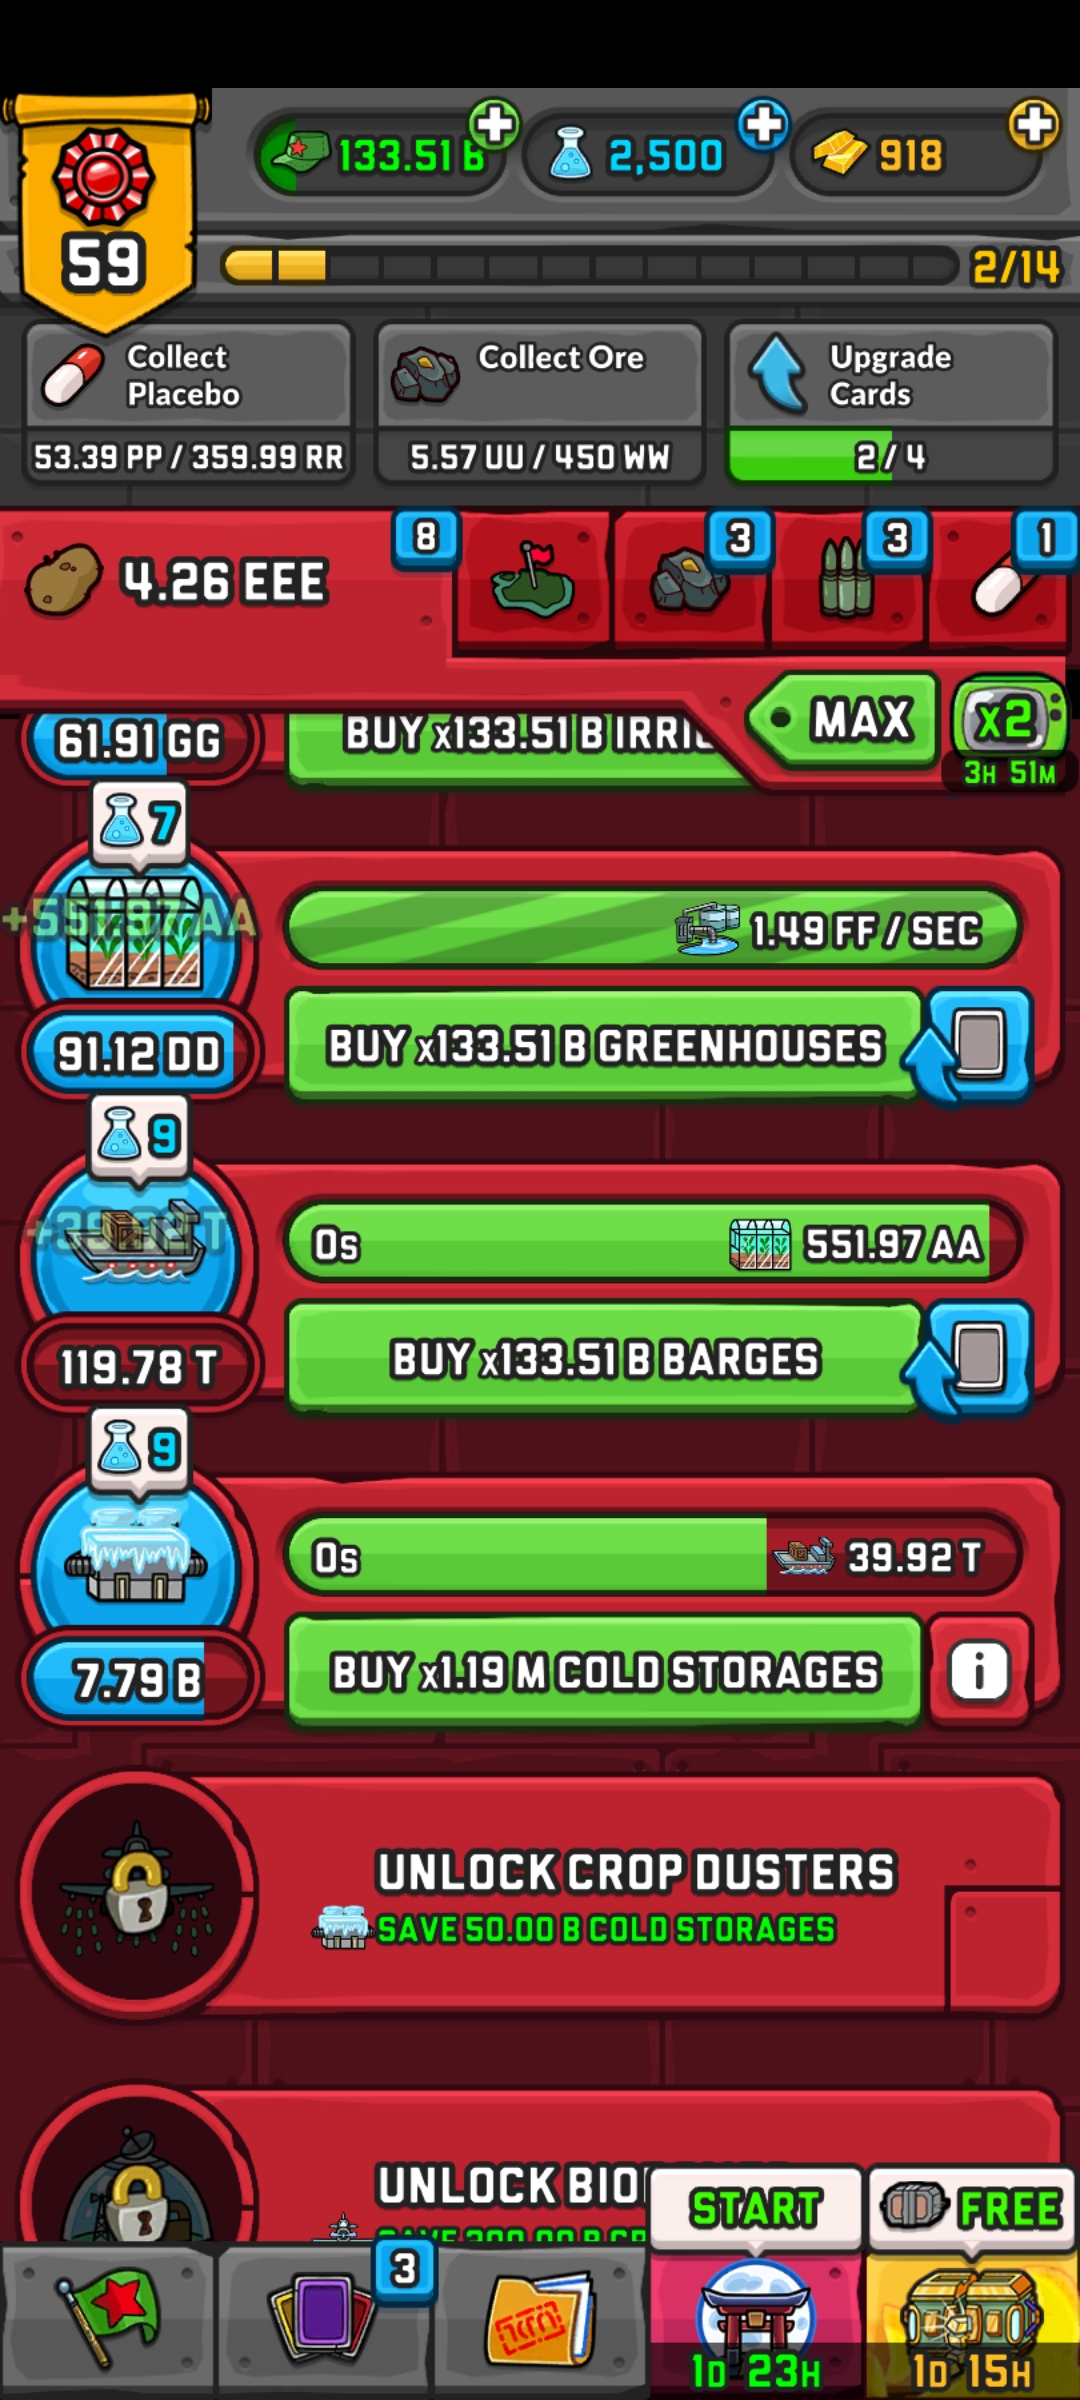 133.51 B
2,500
918
59
2/14
Collect Placebo
53.39 PP / 359.99 RR
Collect Ore
5.57 UU / 450 WW
Upgrade Cards
2 / 4
4.26 EEE
8
3
3
1
MAX
x2
3H 51M
61.91 GG
BUY x133.51 B
7
+551.97 AA
1.49 FF / SEC
91.12 DD
BUY x133.51 B GREENHOUSES
9
+39.92 T
0s
551.97 AA
119.78 T
BUY x133.51 B BARGES
9
0s
39.92 T
7.79 B
BUY x1.19 M COLD STORAGES
i
UNLOCK CROP DUSTERS
SAVE 50.00 B COLD STORAGES
UNLOCK
START
FREE
3
1D 23H
1D 15H